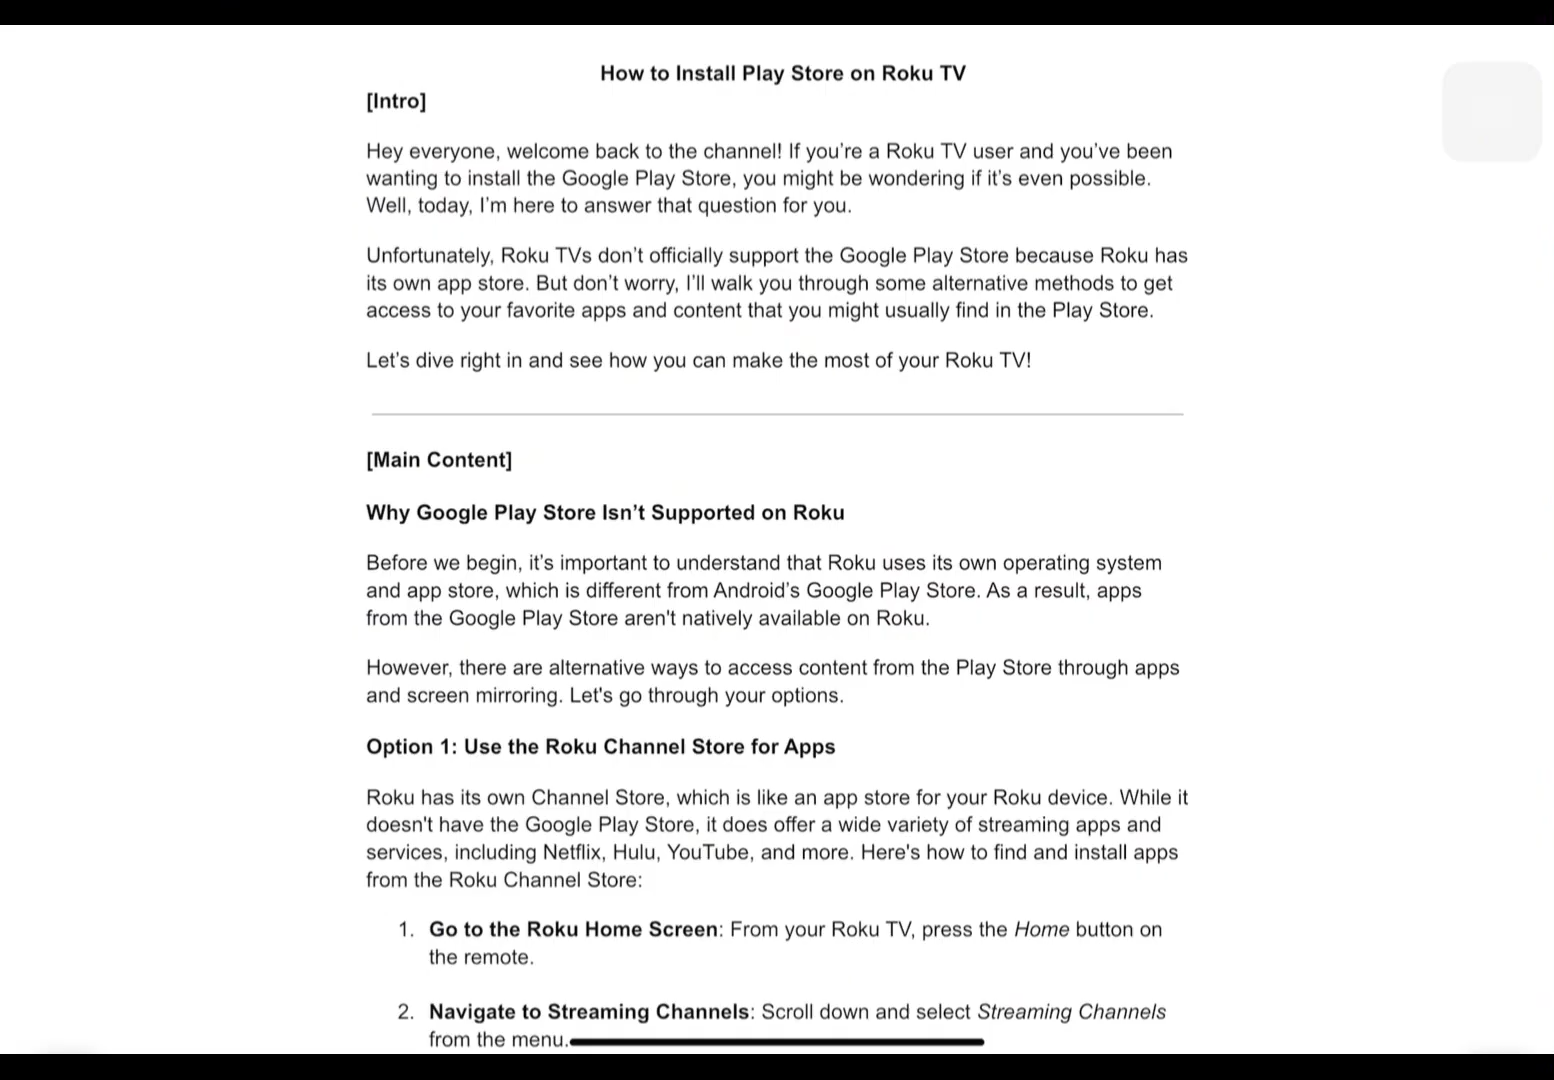 How to Install Play Store on Roku TV
[Intro]
Hey everyone, welcome back to the channel! If you’re a Roku TV user and you’ve been
wanting to install the Google Play Store, you might be wondering if it’s even possible.
Well, today, I’m here to answer that question for you.
Unfortunately, Roku TVs don’t officially support the Google Play Store because Roku has
its own app store. But don’t worry, I’ll walk you through some alternative methods to get
access to your favorite apps and content that you might usually find in the Play Store.
Let’s dive right in and see how you can make the most of your Roku TV!
[Main Content]
Why Google Play Store Isn’t Supported on Roku
Before we begin, it’s important to understand that Roku uses its own operating system
and app store, which is different from Android’s Google Play Store. As a result, apps
from the Google Play Store aren't natively available on Roku.
However, there are alternative ways to access content from the Play Store through apps
and screen mirroring. Let's go through your options.
Option 1: Use the Roku Channel Store for Apps
Roku has its own Channel Store, which is like an app store for your Roku device. While it
doesn't have the Google Play Store, it does offer a wide variety of streaming apps and
services, including Netflix, Hulu, YouTube, and more. Here's how to find and install apps
from the Roku Channel Store:
1. Go to the Roku Home Screen: From your Roku TV, press the Home button on
the remote.
2. Navigate to Streaming Channels: Scroll down and select Streaming Channels
from the menu.